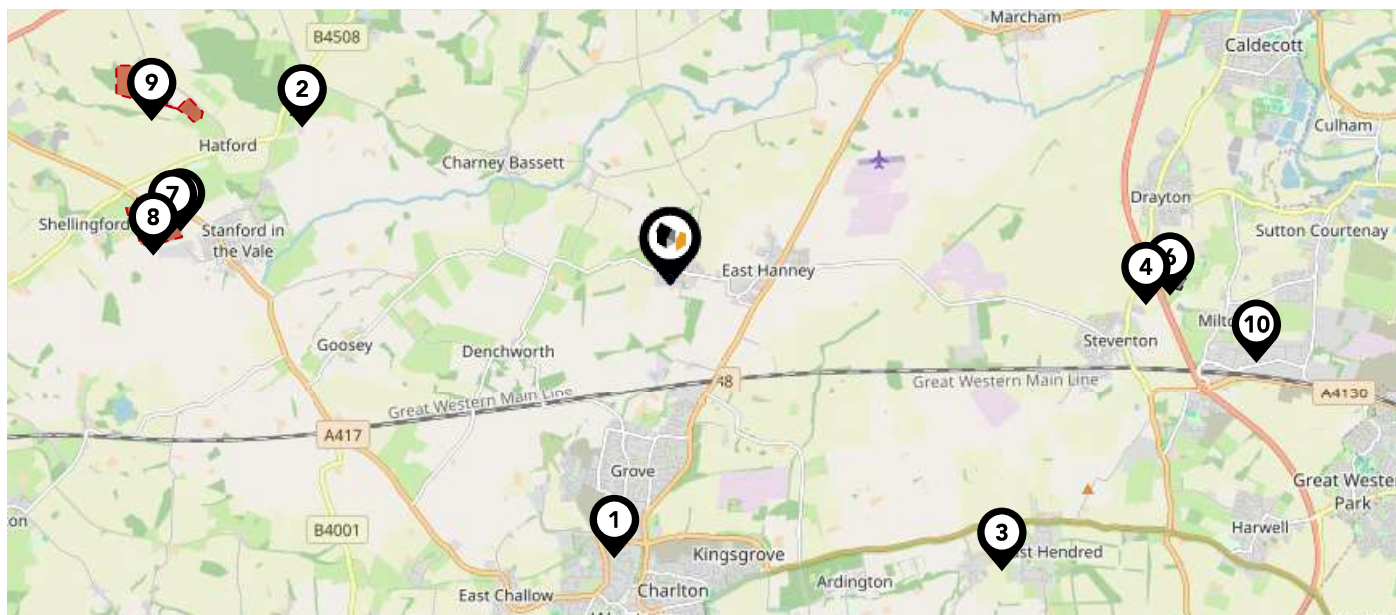 Marcham
B4508
Caldecott
9
2
Culham
Hatford
Charney Bassett
7
Drayton
8
Shellingford
Stanford in
the Vale
Sutton Courtenay
East Hanney
4
6
10
Steventon
Goosey
Denchworth
Great Western Main Line
Great Western Main Line
A4130
A417
Grove
Harwell
Park
1
B4001
3
Kingsgrove
Ardington
Hendred
East Challow
Charlton